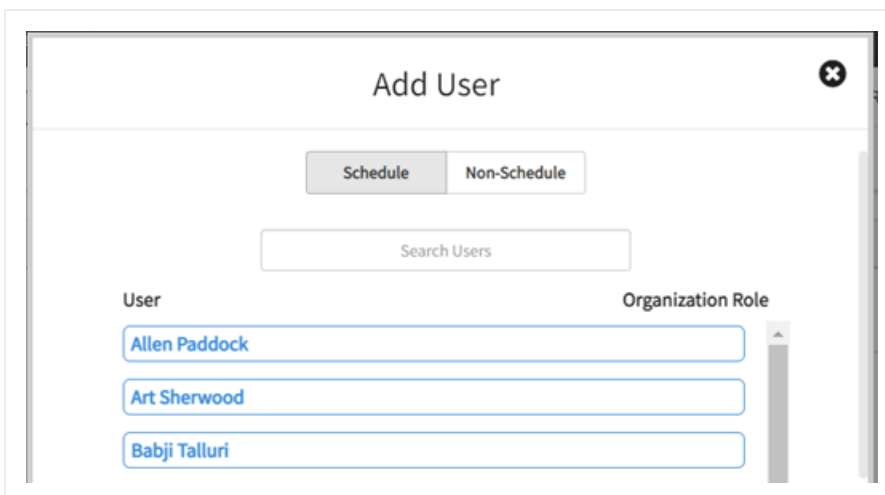 Add User
Schedule Non-Schedule
Search Users
User Organization Role
Allen Paddock
Art Sherwood
Babji Talluri